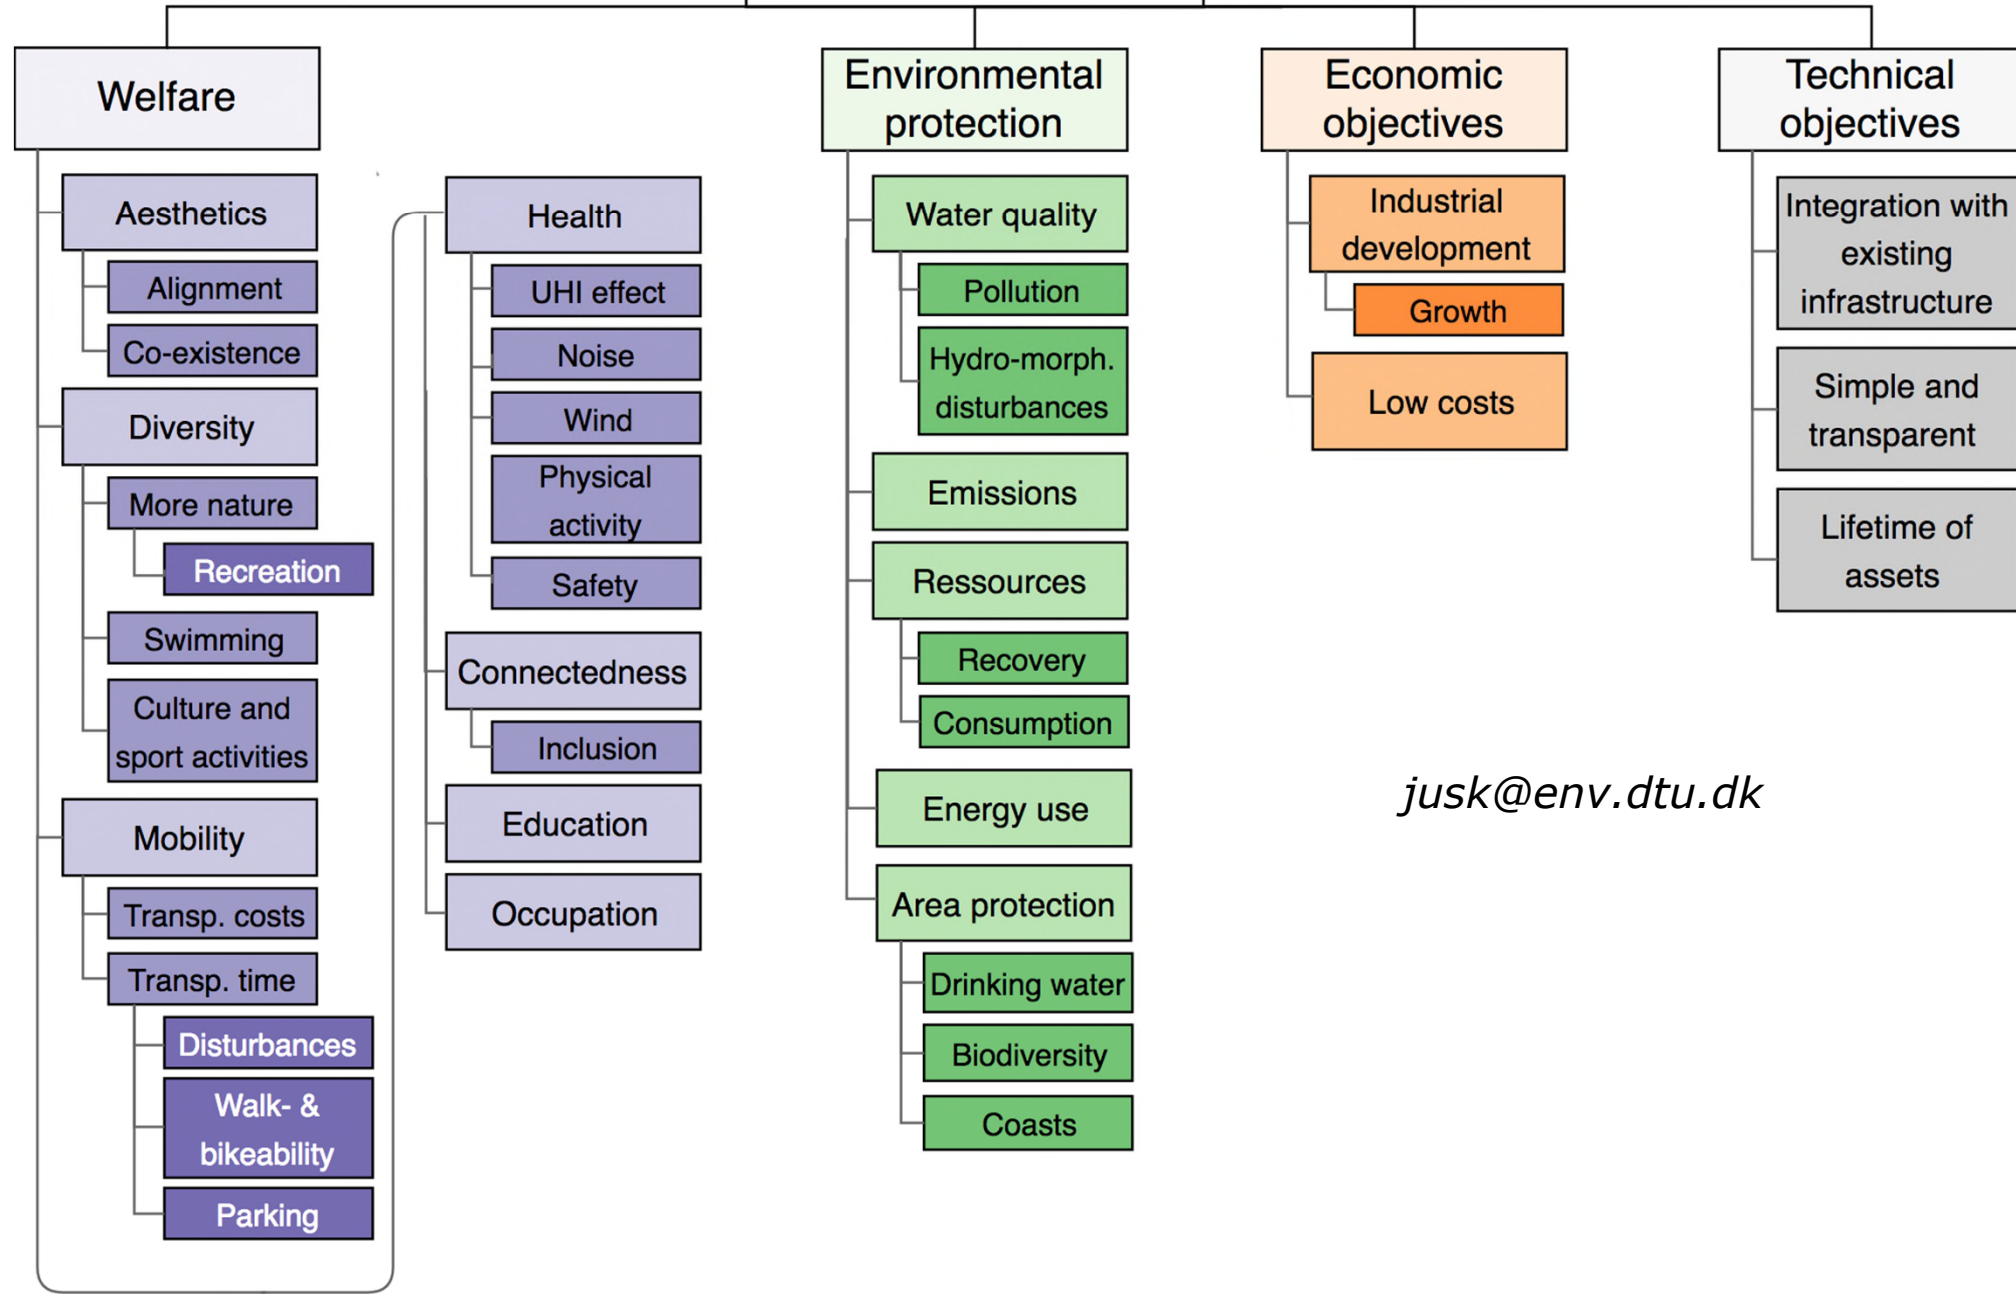 Welfare
Aesthetics
Alignment
Co-existence
Diversity
More nature
Recreation
Swimming
Culture and
sport activities
Mobility
Transp. costs
Transp. time
Disturbances
Walk- &
bikeability
Parking
Health
UHI effect
Noise
Wind
Physical
activity
Safety
Connectedness
Inclusion
Education
Occupation
Environmental
protection
Water quality
Pollution
Hydro-morph.
disturbances
Emissions
Ressources
Recovery
Consumption
Energy use
Area protection
Drinking water
Biodiversity
Coasts
Economic
objectives
Industrial
development
Growth
Low costs
Technical
objectives
Integration with
existing
infrastructure
Simple and
transparent
Lifetime of
assets
jusk@env.dtu.dk